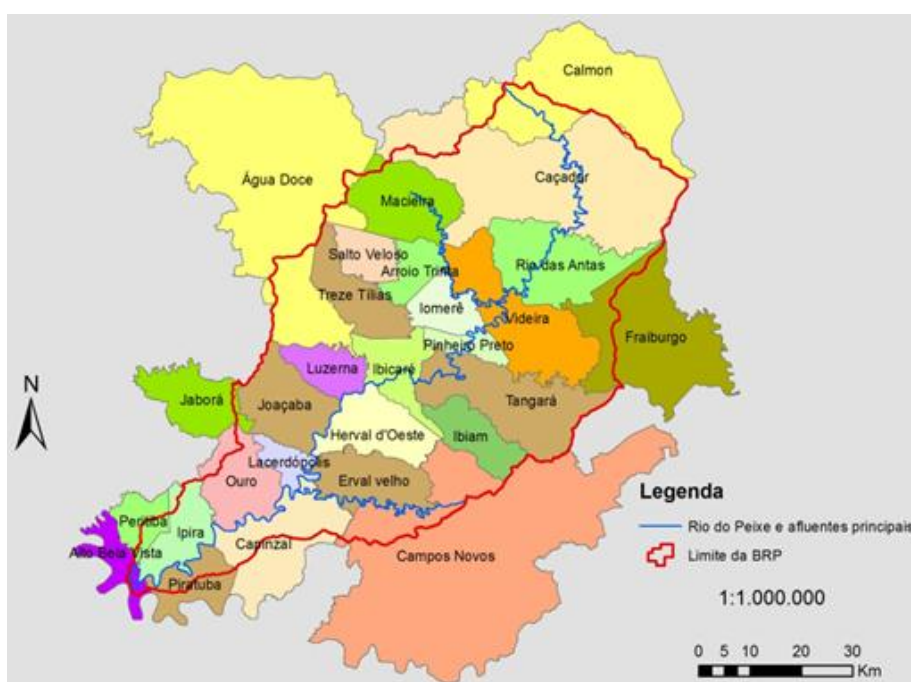 Calmon
Água Doce
Caçador
Macieira
Salto Veloso
Arroio Trinta
Rio das Antas
Treze Tílias
Iomerê
Videira
Fraiburgo
Pinheiro Preto
Luzerna
Ibicaré
N
Jaborá
Joaçaba
Tangará
Herval d'Oeste
Ibiam
Lacerdópolis
Ouro
Erval velho
Legenda
Peritiba
Ipira
Rio do Peixe e afluentes principais
Alto Bela Vista
Capinzal
Campos Novos
Limite da BRP
Piratuba
1:1.000.000
0 5 10 20 30
Km